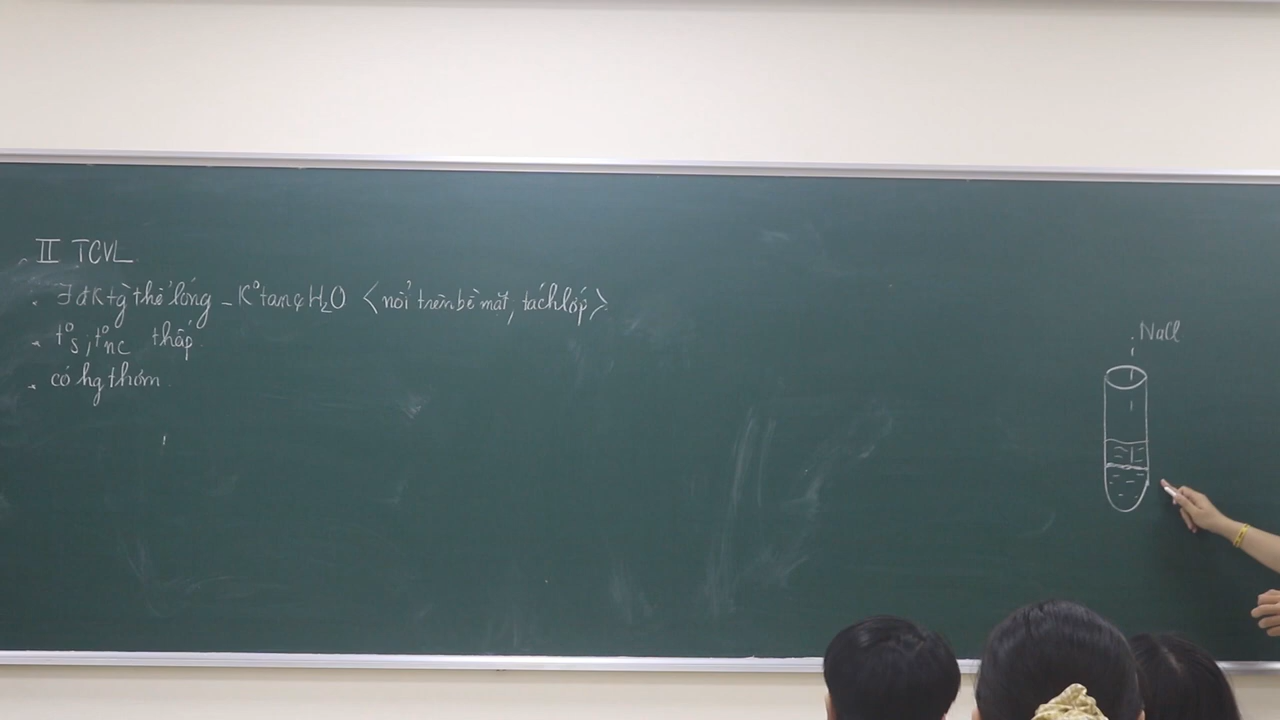 II TCVL
. Ở đk tg thể lỏng _ K° tan ç H₂O <nổi trên bề mặt, tách lớp>
. t°s ; t°nc thấp.
. có hg thơm.
. NaCl